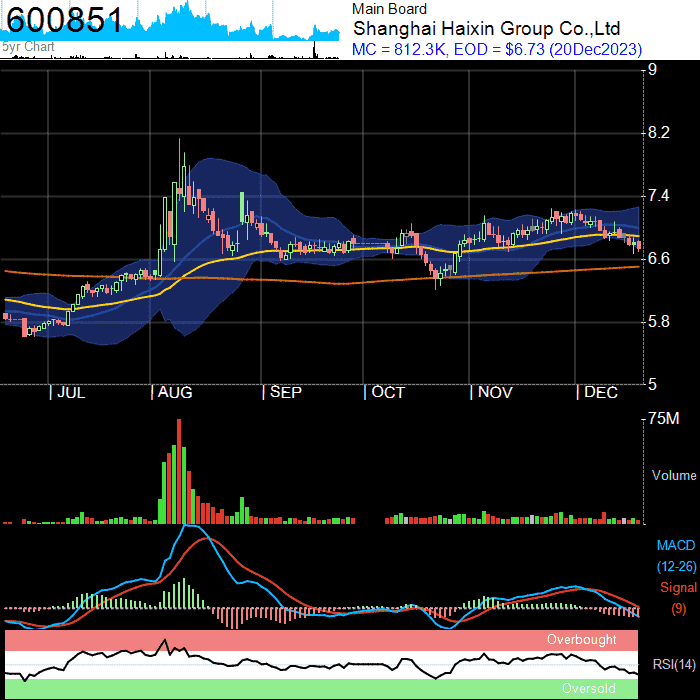 600851
5yr Chart
Main Board
Shanghai Haixin Group Co.,Ltd
MC = 812.3K, EOD = $6.73 (20Dec2023)
9
8.2
7.4
6.6
5.8
5
| JUL | AUG | SEP | OCT | NOV | DEC
75M
Volume
MACD
(12-26)
Signal
(9)
Overbought
RSI(14)
Oversold